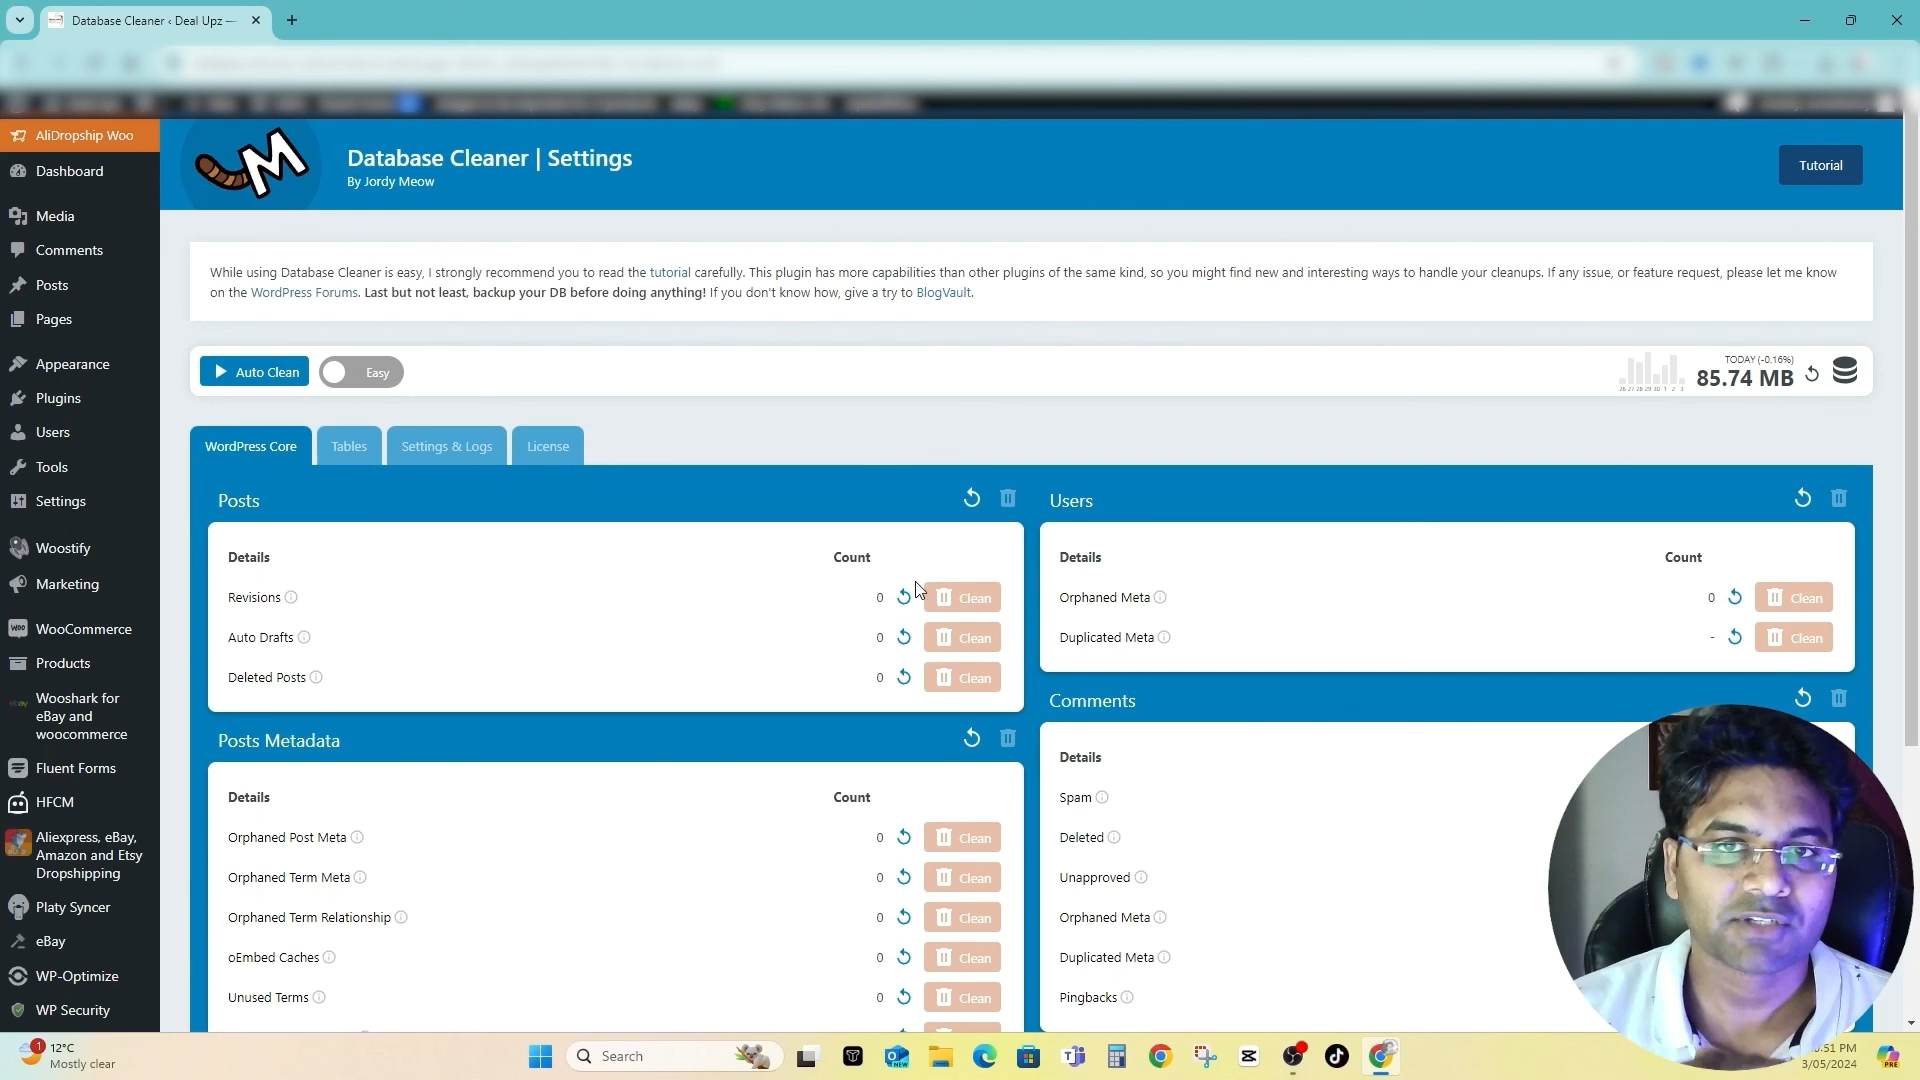 Database Cleaner ‹ Deal Upz —
AliDropship Woo
Dashboard
Media
Comments
Posts
Pages
Appearance
Plugins
Users
Tools
Settings
Woostify
Marketing
WooCommerce
Products
Wooshark for
eBay and
woocommerce
Fluent Forms
HFCM
Aliexpress, eBay,
Amazon and Etsy
Dropshipping
Platy Syncer
eBay
WP-Optimize
WP Security
Database Cleaner | Settings
By Jordy Meow
Tutorial
While using Database Cleaner is easy, I strongly recommend you to read the tutorial carefully. This plugin has more capabilities than other plugins of the same kind, so you might find new and interesting ways to handle your cleanups. If any issue, or feature request, please let me know
on the WordPress Forums. Last but not least, backup your DB before doing anything! If you don't know how, give a try to BlogVault.
Auto Clean
Easy
TODAY (-0.16%)
85.74 MB
WordPress Core
Tables
Settings & Logs
License
Posts
Details Count
Revisions 0 Clean
Auto Drafts 0 Clean
Deleted Posts 0 Clean
Posts Metadata
Details Count
Orphaned Post Meta 0 Clean
Orphaned Term Meta 0 Clean
Orphaned Term Relationship 0 Clean
oEmbed Caches 0 Clean
Unused Terms 0 Clean
Users
Details Count
Orphaned Meta 0 Clean
Duplicated Meta - Clean
Comments
Details
Spam
Deleted
Unapproved
Orphaned Meta
Duplicated Meta
Pingbacks
1
12°C
Mostly clear
Search
NEW
:51 PM
3/05/2024
PRE